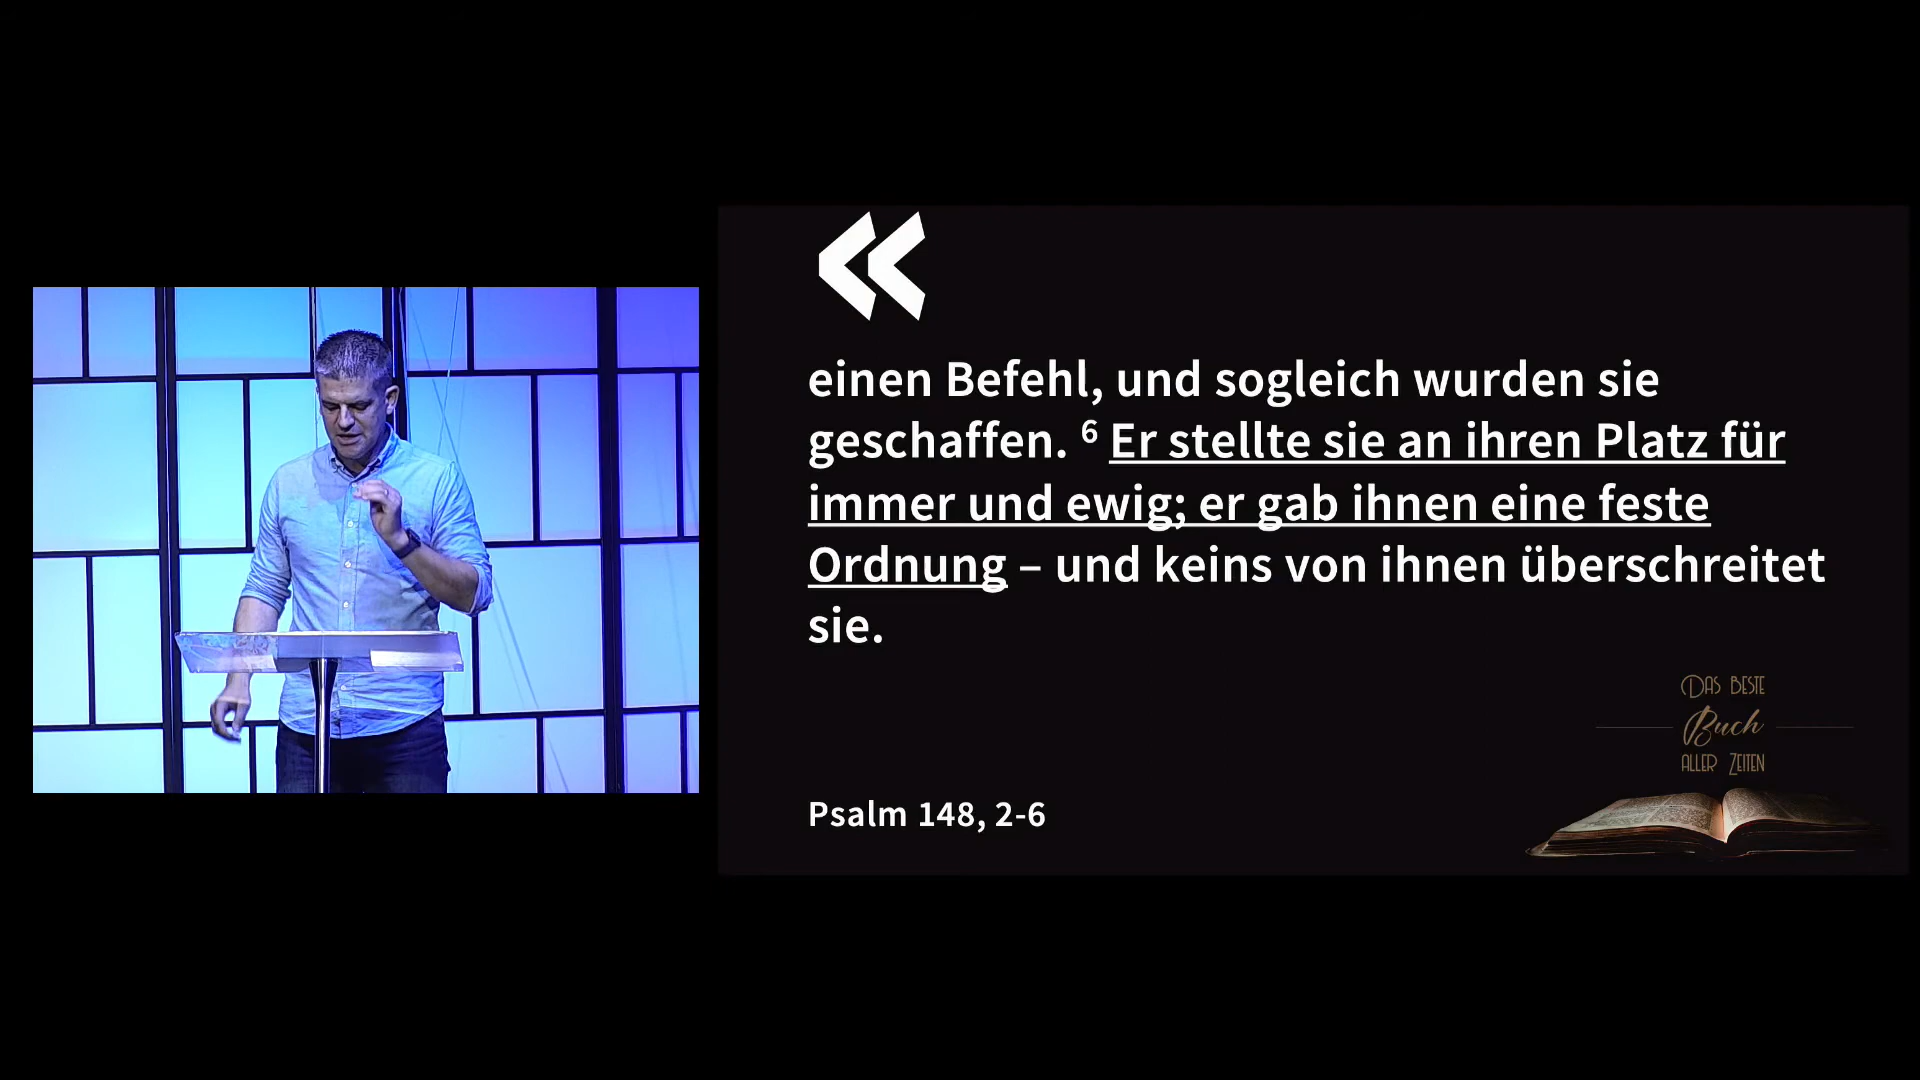 «
einen Befehl, und sogleich wurden sie
geschaffen. ⁶ Er stellte sie an ihren Platz für
immer und ewig; er gab ihnen eine feste
Ordnung – und keins von ihnen überschreitet
sie.
Das beste
Buch
aller Zeiten
Psalm 148, 2-6